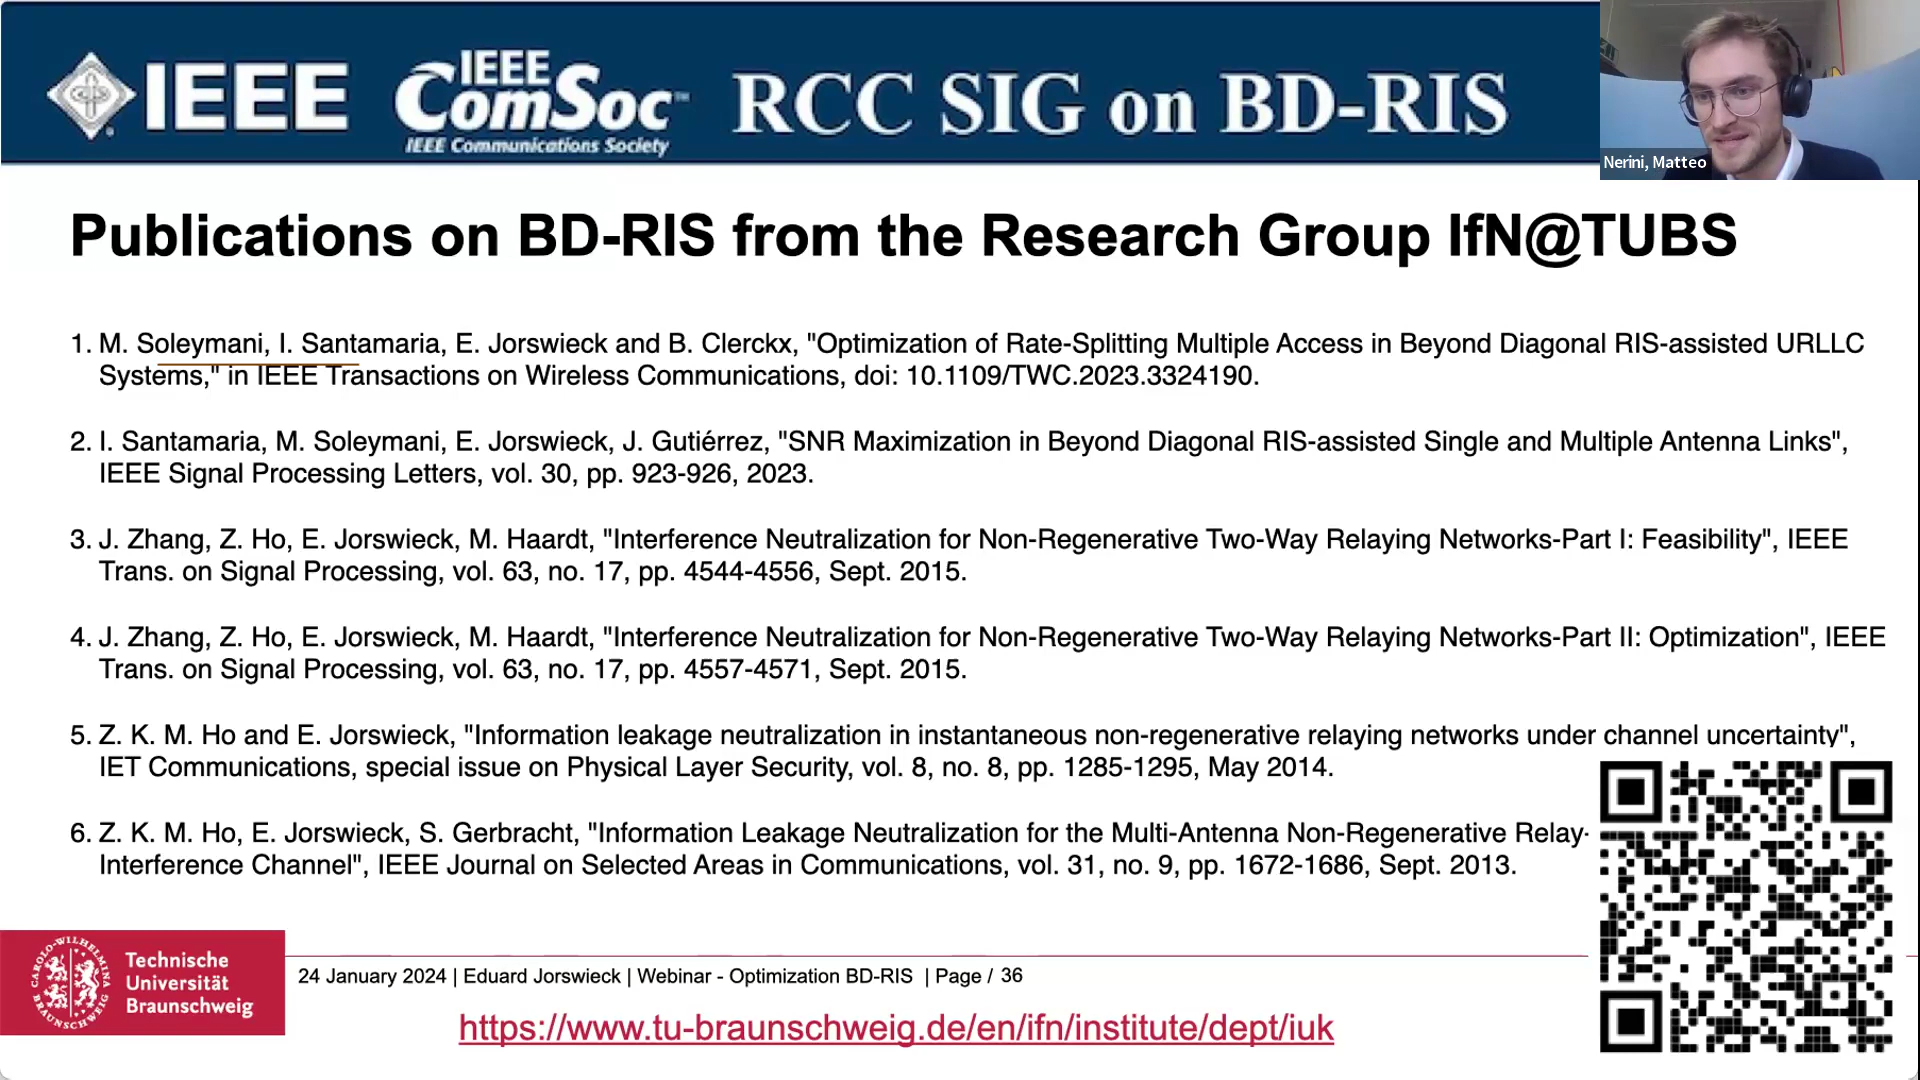 IEEE IEEE ComSoc™ RCC SIG on BD-RIS
IEEE Communications Society
Nerini, Matteo
Publications on BD-RIS from the Research Group IfN@TUBS
1. M. Soleymani, I. Santamaria, E. Jorswieck and B. Clerckx, "Optimization of Rate-Splitting Multiple Access in Beyond Diagonal RIS-assisted URLLC
Systems," in IEEE Transactions on Wireless Communications, doi: 10.1109/TWC.2023.3324190.
2. I. Santamaria, M. Soleymani, E. Jorswieck, J. Gutiérrez, "SNR Maximization in Beyond Diagonal RIS-assisted Single and Multiple Antenna Links",
IEEE Signal Processing Letters, vol. 30, pp. 923-926, 2023.
3. J. Zhang, Z. Ho, E. Jorswieck, M. Haardt, "Interference Neutralization for Non-Regenerative Two-Way Relaying Networks-Part I: Feasibility", IEEE
Trans. on Signal Processing, vol. 63, no. 17, pp. 4544-4556, Sept. 2015.
4. J. Zhang, Z. Ho, E. Jorswieck, M. Haardt, "Interference Neutralization for Non-Regenerative Two-Way Relaying Networks-Part II: Optimization", IEEE
Trans. on Signal Processing, vol. 63, no. 17, pp. 4557-4571, Sept. 2015.
5. Z. K. M. Ho and E. Jorswieck, "Information leakage neutralization in instantaneous non-regenerative relaying networks under channel uncertainty",
IET Communications, special issue on Physical Layer Security, vol. 8, no. 8, pp. 1285-1295, May 2014.
6. Z. K. M. Ho, E. Jorswieck, S. Gerbracht, "Information Leakage Neutralization for the Multi-Antenna Non-Regenerative Relay-
Interference Channel", IEEE Journal on Selected Areas in Communications, vol. 31, no. 9, pp. 1672-1686, Sept. 2013.
CAROLO-WILHELMINA BRAUNSCHWEIG
Technische
Universität
Braunschweig
24 January 2024 | Eduard Jorswieck | Webinar - Optimization BD-RIS | Page / 36
https://www.tu-braunschweig.de/en/ifn/institute/dept/iuk